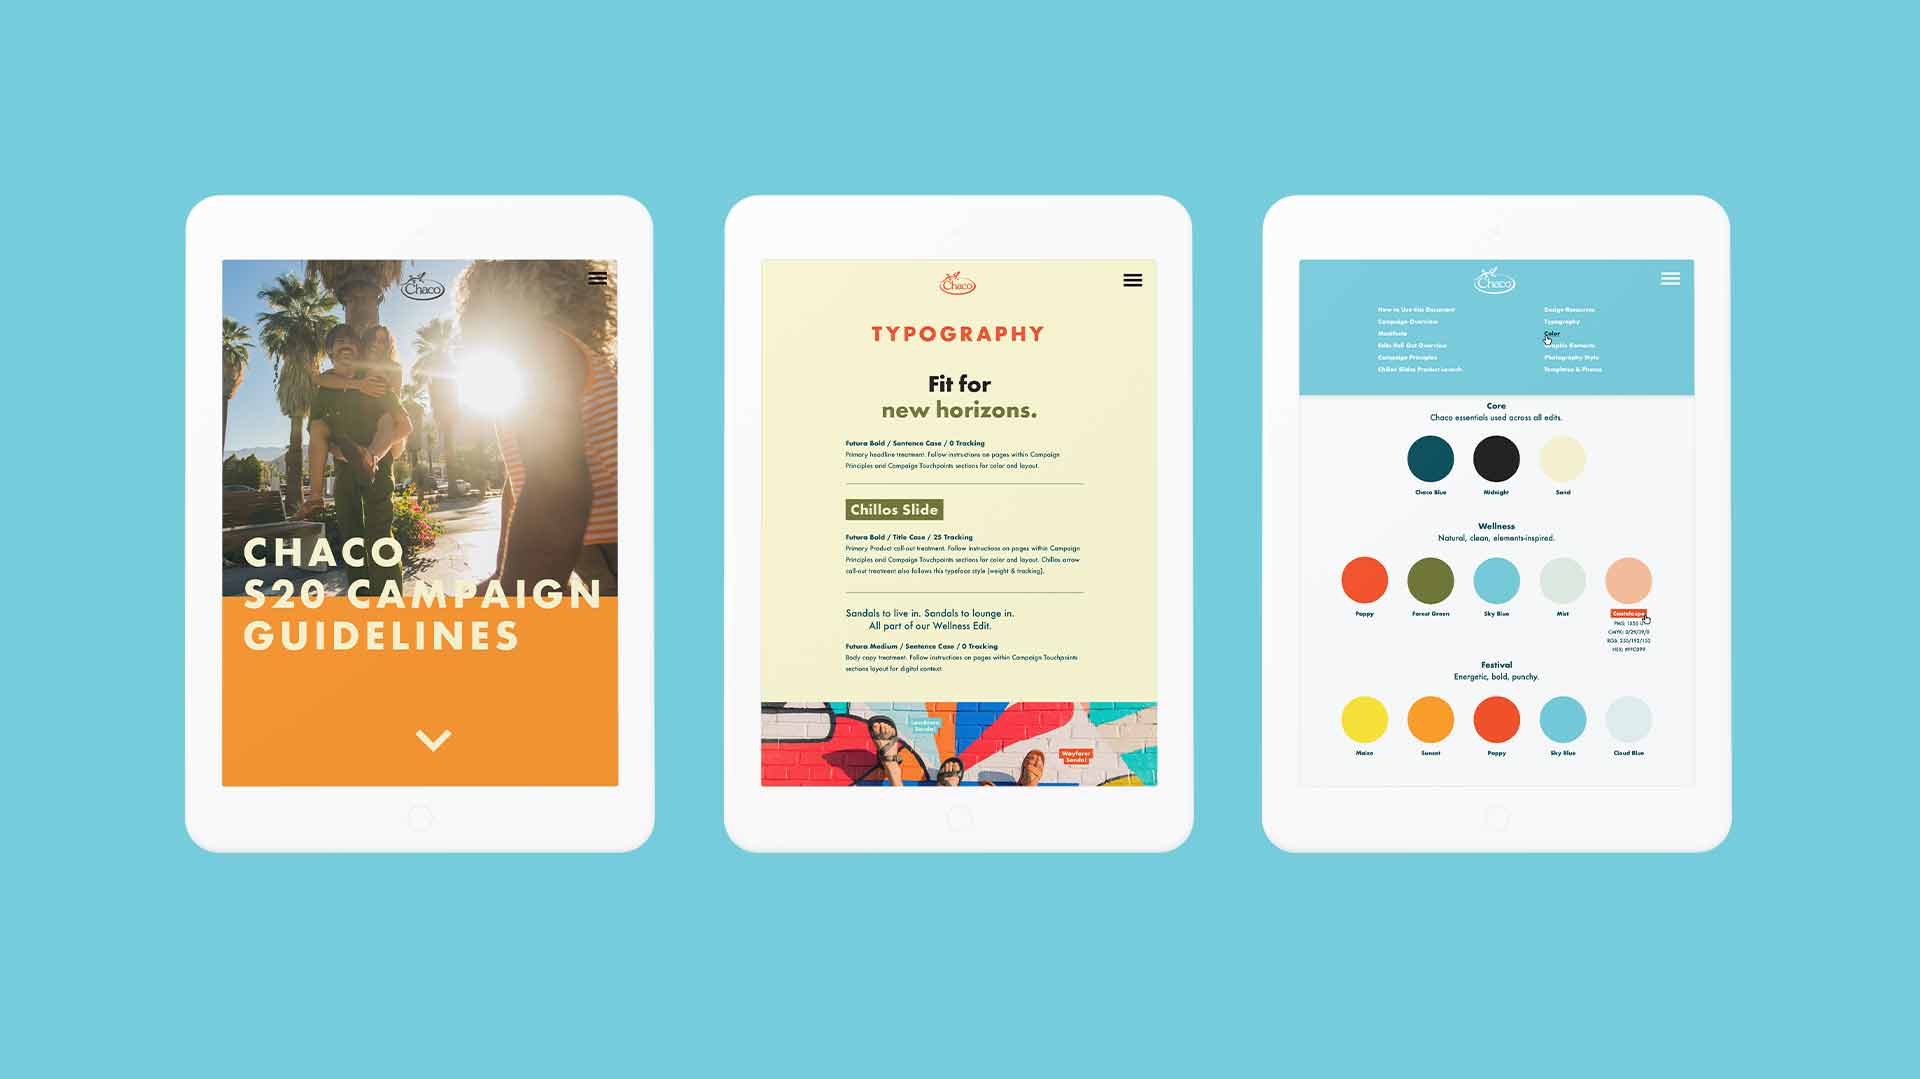 Chaco
CHACO
S20 CAMPAIGN
GUIDELINES
Chaco
TYPOGRAPHY
Fit for
new horizons.
Futura Bold / Sentence Case / 0 Tracking
Primary headline treatment. Follow instructions on pages within Campaign
Principles and Campaign Touchpoints sections for color and layout.
Chillos Slide
Futura Bold / Title Case / 25 Tracking
Primary Product call-out treatment. Follow instructions on pages within Campaign
Principles and Campaign Touchpoints sections for color and layout. Chillos arrow
call-out treatment also follows this typeface style (weight & tracking).
Sandals to live in. Sandals to lounge in.
All part of our Wellness Edit.
Futura Medium / Sentence Case / 0 Tracking
Body copy treatment. Follow instructions on pages within Campaign Touchpoints
sections layout for digital context.
Sandal
Wayfarer
Sandal
Chaco
How to Use this Document
Campaign Overview
Manifesto
Edits Roll Out Overview
Campaign Principles
Chillos Slides Product Launch
Design Resources
Typography
Color
Graphic Elements
Photography Style
Templates & Photos
Core
Chaco essentials used across all edits.
Chaco Blue
Midnight
Sand
Wellness
Natural, clean, elements-inspired.
Poppy
Forest Green
Sky Blue
Mist
Cantaloupe
Festival
Energetic, bold, punchy.
Maize
Sunset
Poppy
Sky Blue
Cloud Blue